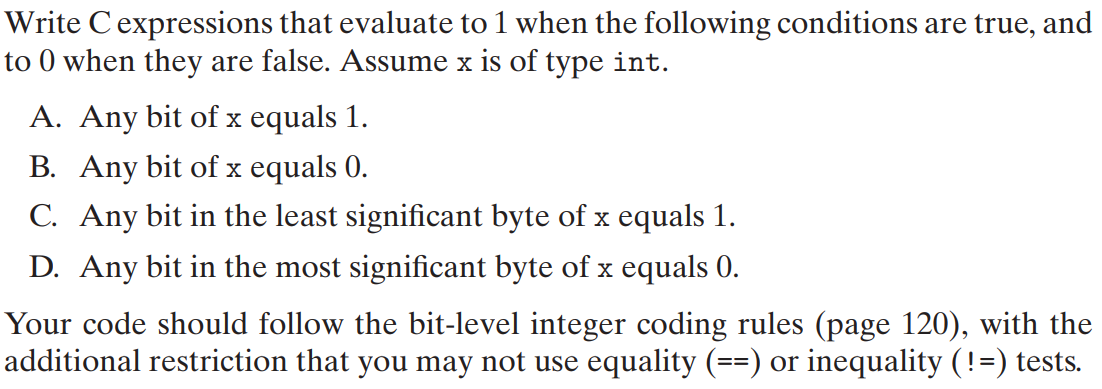 Write C expressions that evaluate to 1 when the following conditions are true, and
to 0 when they are false. Assume x is of type int.
A. Any bit of x equals 1.
B. Any bit of x equals 0.
C. Any bit in the least significant byte of x equals 1.
D. Any bit in the most significant byte of x equals 0.
Your code should follow the bit-level integer coding rules (page 120), with the
additional restriction that you may not use equality (==) or inequality (!=) tests.